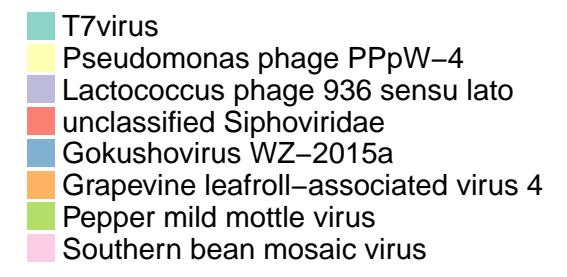 T7virus
Pseudomonas phage PPpW−4
Lactococcus phage 936 sensu lato
unclassified Siphoviridae
Gokushovirus WZ−2015a
Grapevine leafroll−associated virus 4
Pepper mild mottle virus
Southern bean mosaic virus